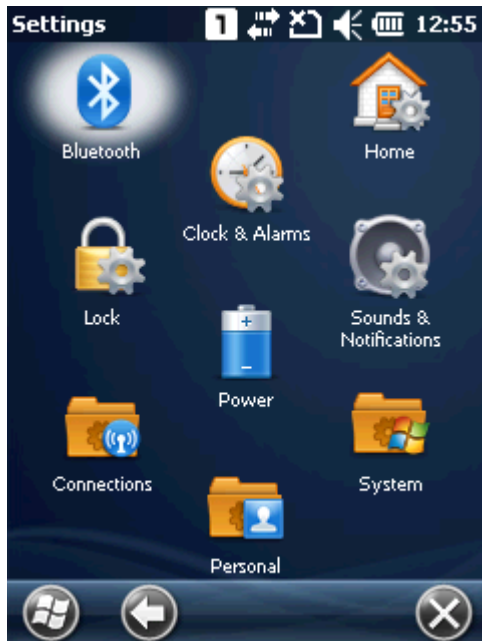 Settings 1 12:55
Bluetooth
Home
Clock & Alarms
Lock
Sounds &
Notifications
Power
Connections
System
Personal